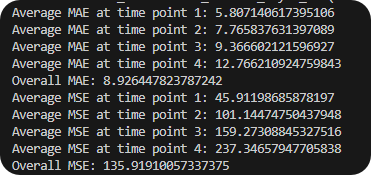 Average MAE at time point 1: 5.807140617395106
Average MAE at time point 2: 7.765837631397089
Average MAE at time point 3: 9.366602121596927
Average MAE at time point 4: 12.766210924759843
Overall MAE: 8.926447823787242
Average MSE at time point 1: 45.91198685878197
Average MSE at time point 2: 101.14474750437948
Average MSE at time point 3: 159.27308845327516
Average MSE at time point 4: 237.34657947705838
Overall MSE: 135.91910057337375